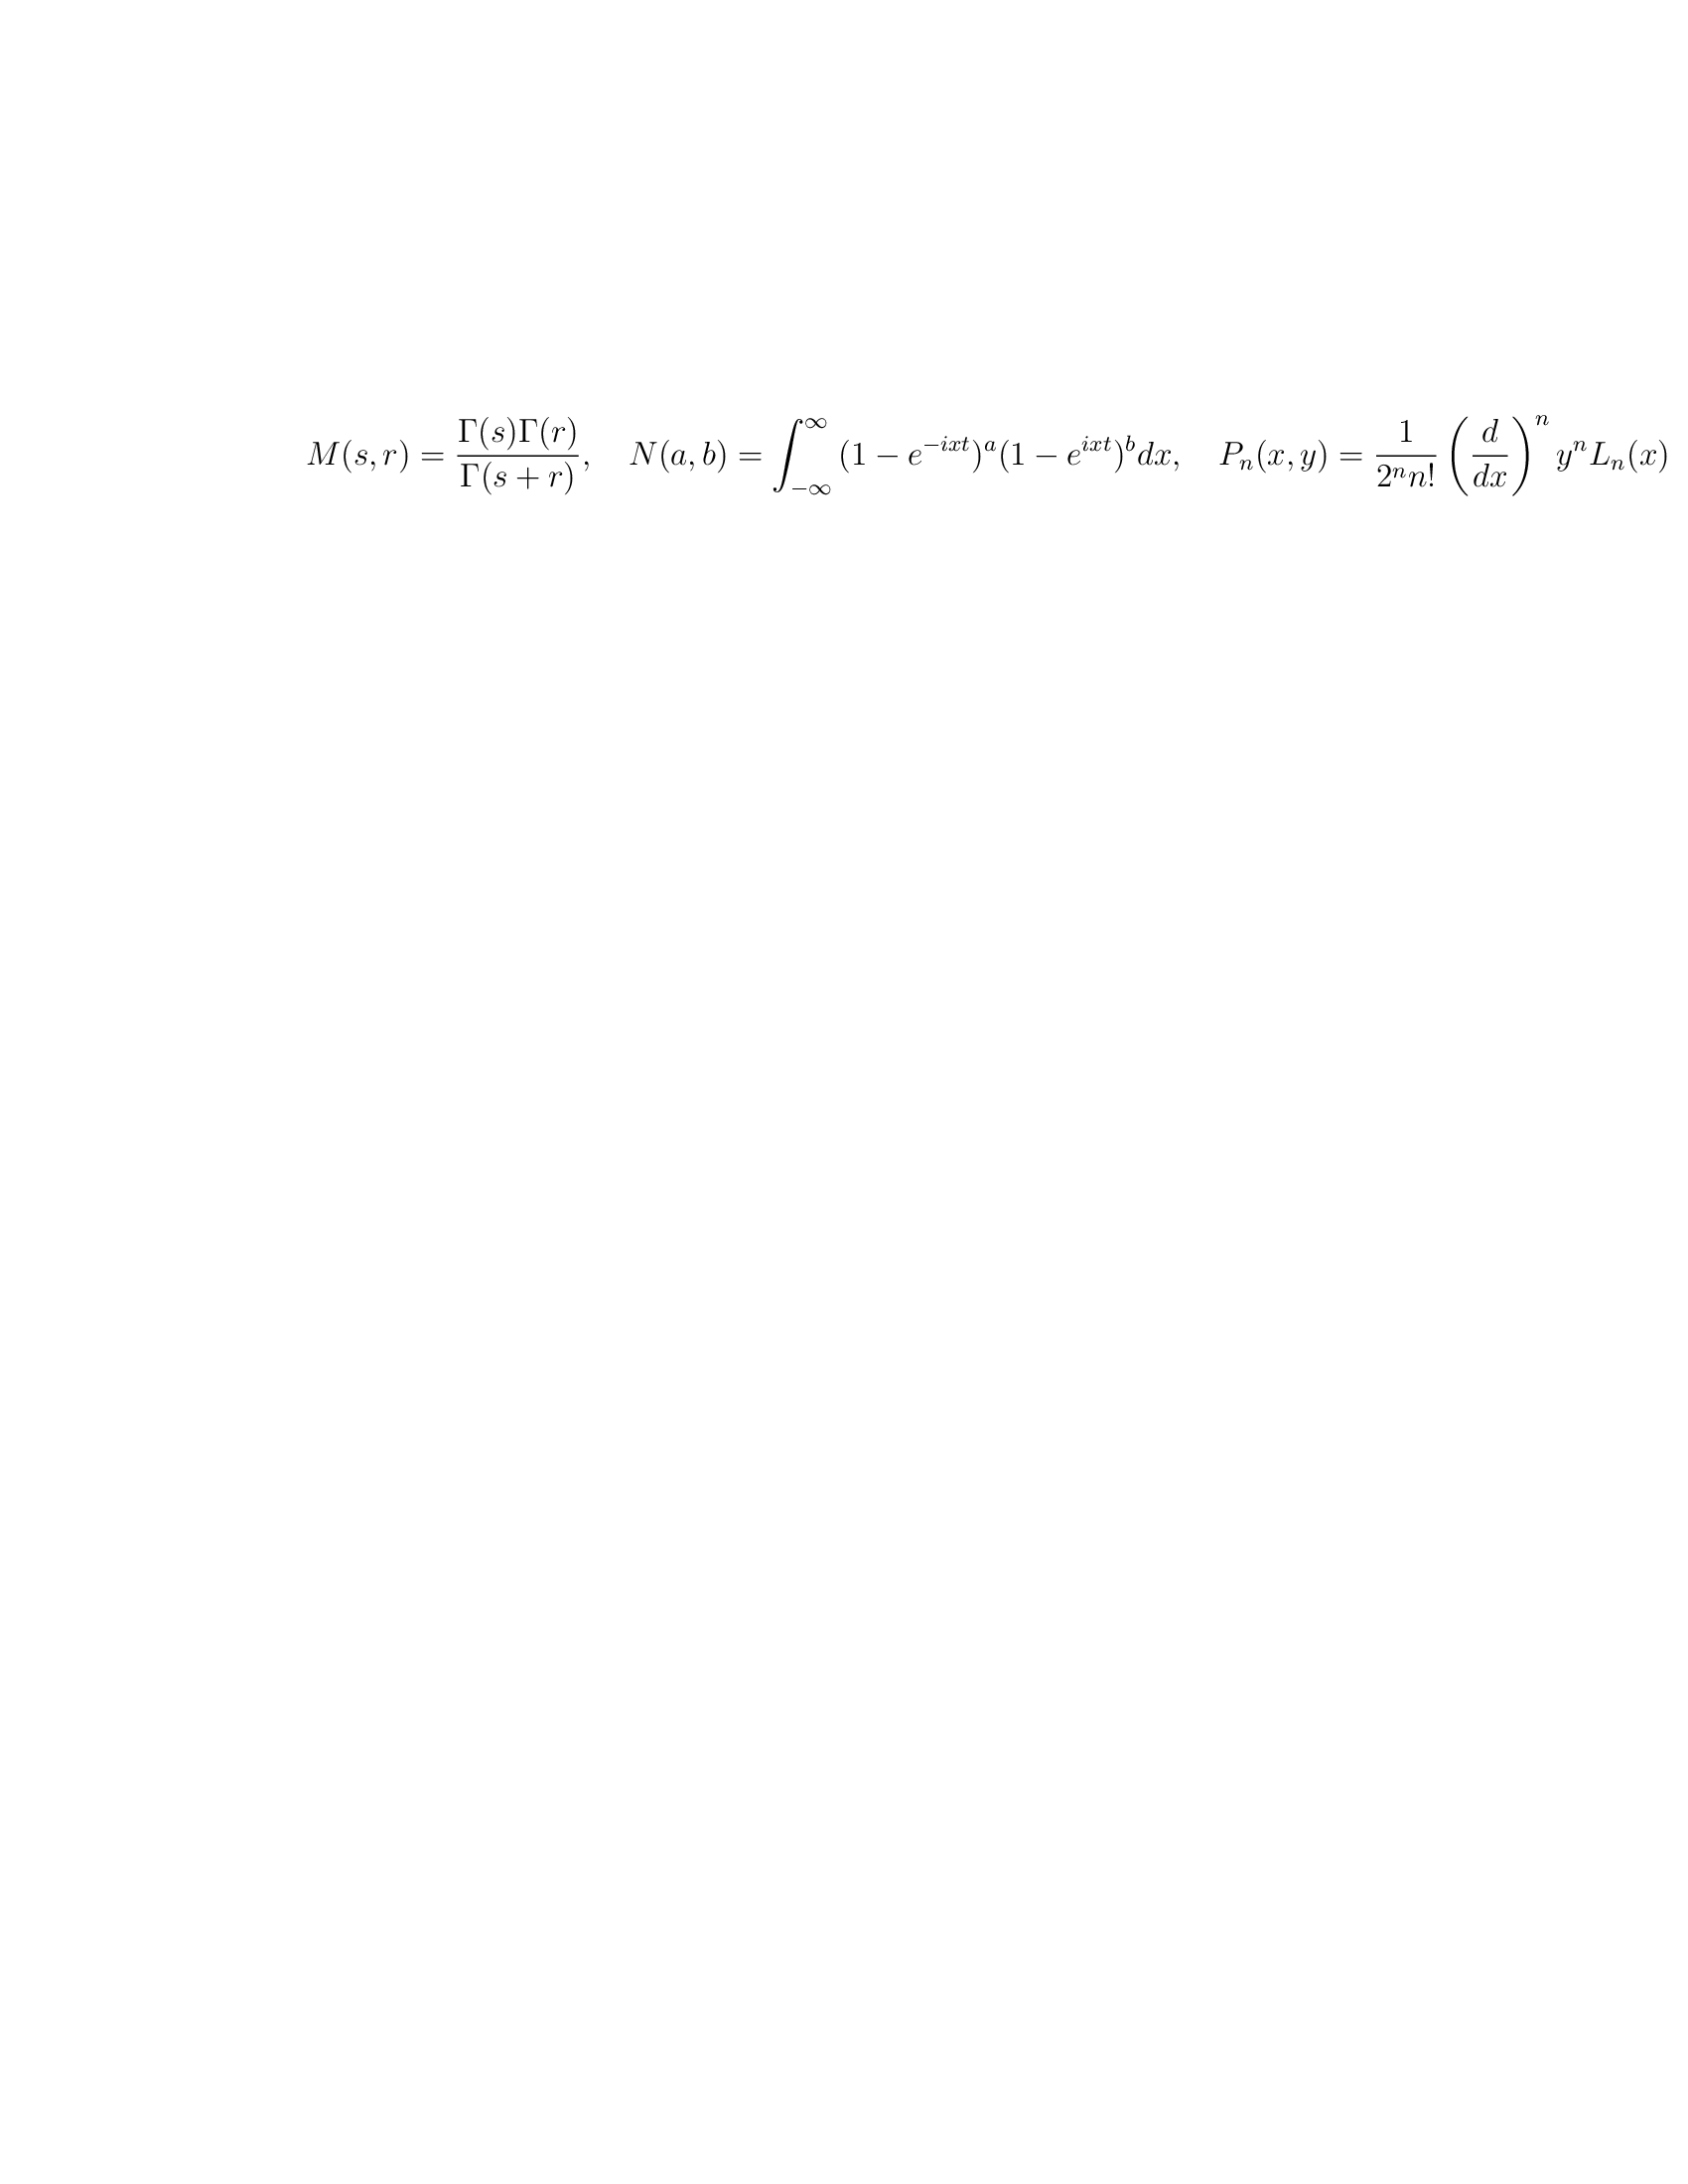 $M(s,r) = \frac{\Gamma(s)\Gamma(r)}{\Gamma(s+r)}, \quad N(a,b) = \int_{-\infty}^{\infty} (1 - e^{-ixt})^a (1 - e^{ixt})^b dx, \quad P_n(x,y) = \frac{1}{2^n n!} \left( \frac{d}{dx} \right)^n y^n L_n(x)$